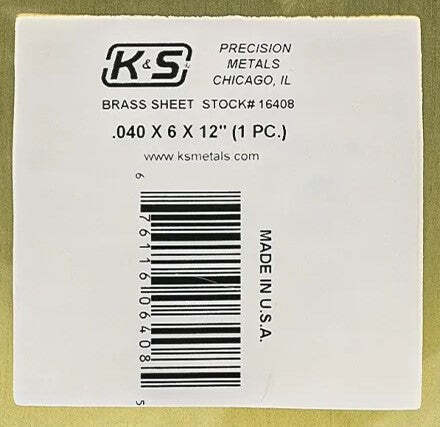 K&S
PRECISION
METALS
CHICAGO, IL
BRASS SHEET STOCK# 16408
.040 X 6 X 12" (1 PC.)
www.ksmetals.com
6 76116 06408 5
MADE IN U.S.A.